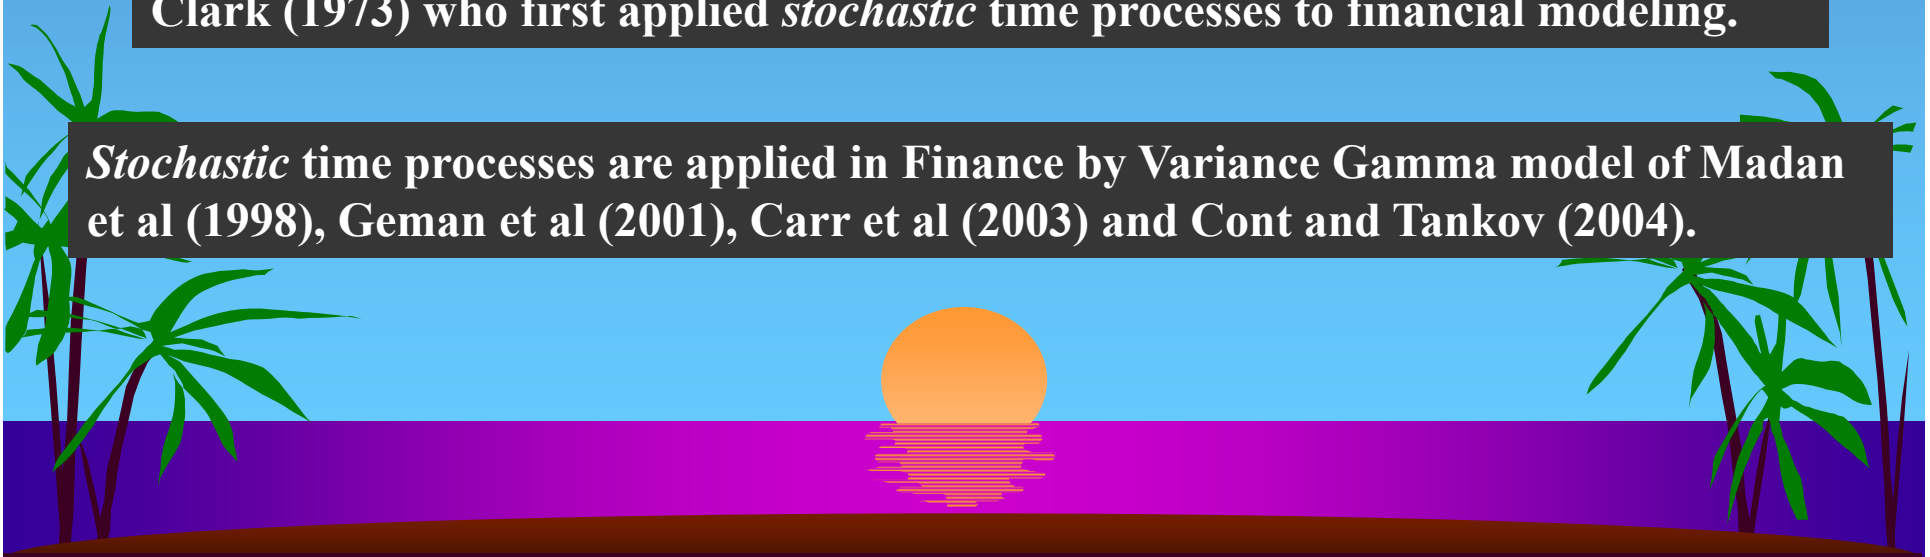 Clark (1973) who first applied stochastic time processes to financial modeling.
Stochastic time processes are applied in Finance by Variance Gamma model of Madan
et al (1998), Geman et al (2001), Carr et al (2003) and Cont and Tankov (2004).